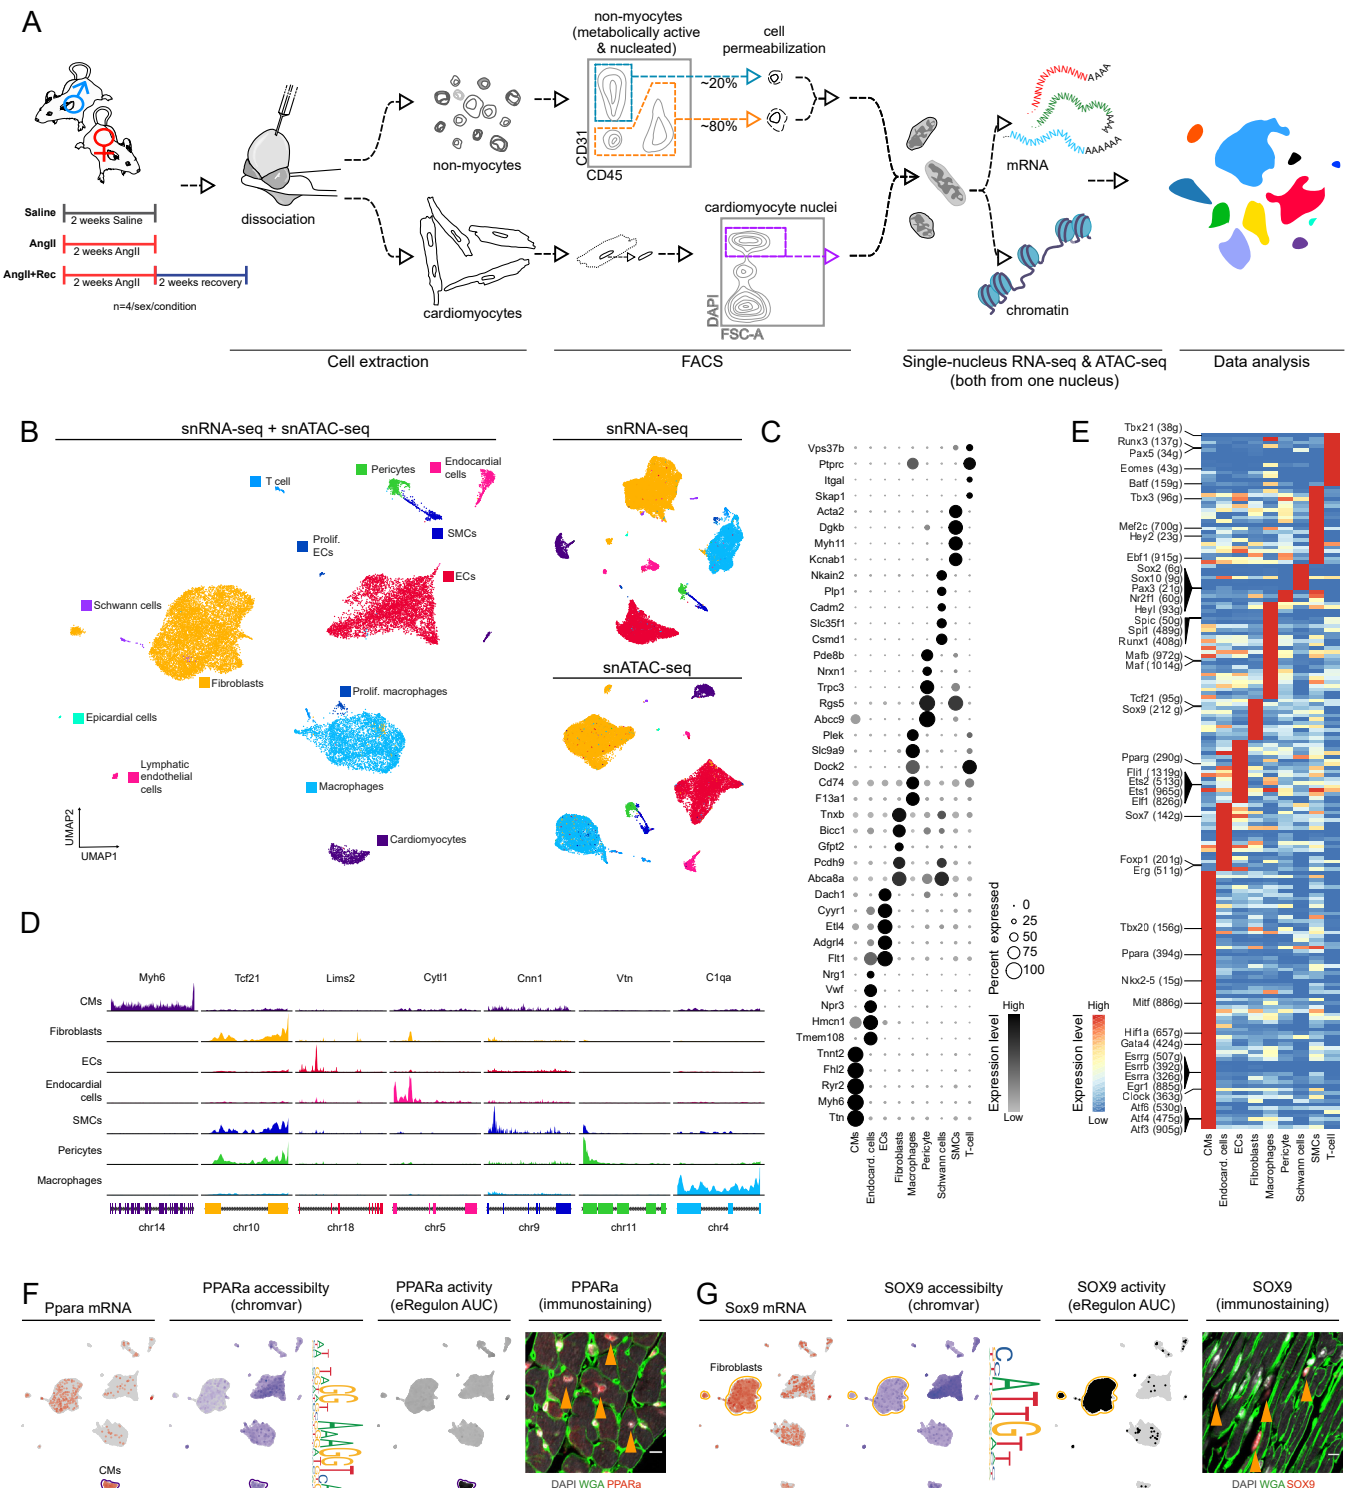 A
non-myocytes
(metabolically active
& nucleated)
cell
permeabilization
~20%
~80%
CD31
CD45
non-myocytes
AAAA
AAA
AAAAAA
mRNA
dissociation
Saline
2 weeks Saline
AngII
2 weeks AngII
AngII+Rec
2 weeks AngII
2 weeks recovery
n=4/sex/condition
cardiomyocytes
cardiomyocyte nuclei
DAPI
FSC-A
chromatin
Cell extraction
FACS
Single-nucleus RNA-seq & ATAC-seq
(both from one nucleus)
Data analysis
B
snRNA-seq + snATAC-seq
snRNA-seq
snATAC-seq
T cell
Pericytes
Endocardial
cells
SMCs
Prolif.
ECs
ECs
Schwann cells
Fibroblasts
Prolif. macrophages
Epicardial cells
Lymphatic
endothelial
cells
Macrophages
Cardiomyocytes
UMAP2
UMAP1
C
Vps37b
Ptprc
Itgal
Skap1
Acta2
Dgkb
Myh11
Kcnab1
Nkain2
Plp1
Cadm2
Slc35f1
Csmd1
Pde8b
Nrxn1
Trpc3
Rgs5
Abcc9
Plek
Slc9a9
Dock2
Cd74
F13a1
Tnxb
Bicc1
Gfpt2
Pcdh9
Abca8a
Dach1
Cyyr1
Etl4
Adgrl4
Flt1
Nrg1
Vwf
Npr3
Hmcn1
Tmem108
Tnnt2
Fhl2
Ryr2
Myh6
Ttn
CMs
Endocard. cells
ECs
Fibroblasts
Macrophages
Pericyte
Schwann cells
SMCs
T-cell
Percent expressed
0
25
50
75
100
High
Expression level
Low
D
Myh6
Tcf21
Lims2
Cytl1
Cnn1
Vtn
C1qa
CMs
Fibroblasts
ECs
Endocardial
cells
SMCs
Pericytes
Macrophages
chr14
chr10
chr18
chr5
chr9
chr11
chr4
E
Tbx21 (38g)
Runx3 (137g)
Pax5 (34g)
Eomes (43g)
Batf (159g)
Tbx3 (96g)
Mef2c (700g)
Hey2 (23g)
Ebf1 (915g)
Sox2 (6g)
Sox10 (9g)
Pax3 (21g)
Nr2f1 (60g)
Heyl (93g)
Spic (50g)
Spi1 (489g)
Runx1 (408g)
Mafb (972g)
Maf (1014g)
Tcf21 (95g)
Sox9 (212 g)
Pparg (290g)
Fli1 (1319g)
Ets2 (513g)
Ets1 (965g)
Elf1 (826g)
Sox7 (142g)
Foxp1 (201g)
Erg (511g)
Tbx20 (156g)
Ppara (394g)
Nkx2-5 (15g)
Mitf (886g)
Hif1a (657g)
Gata4 (424g)
Esrrg (507g)
Esrrb (392g)
Esrra (326g)
Egr1 (885g)
Clock (363g)
Atf6 (530g)
Atf4 (475g)
Atf3 (905g)
High
Expression level
Low
CMs
Endocard. cells
ECs
Fibroblasts
Macrophages
Pericyte
Schwann cells
SMCs
T-cell
F
Ppara mRNA
PPARa accessibilty
(chromvar)
PPARa activity
(eRegulon AUC)
PPARa
(immunostaining)
CMs
DAPI WGA PPARa
G
Sox9 mRNA
SOX9 accessibilty
(chromvar)
SOX9 activity
(eRegulon AUC)
SOX9
(immunostaining)
Fibroblasts
DAPI WGA SOX9